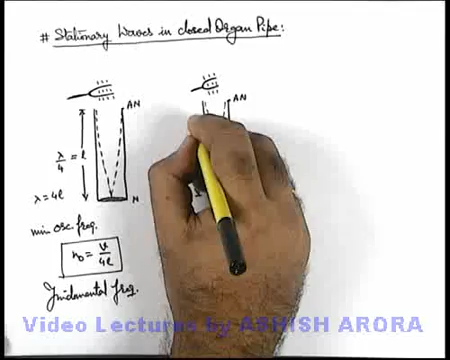 # Stationary Waves in closed Organ Pipe:
AN
AN
λ/4 = l
λ = 4l
N
min osc. freq.
n₀ = v/4l
Fundamental freq.
Video Lectures by ASHISH ARORA